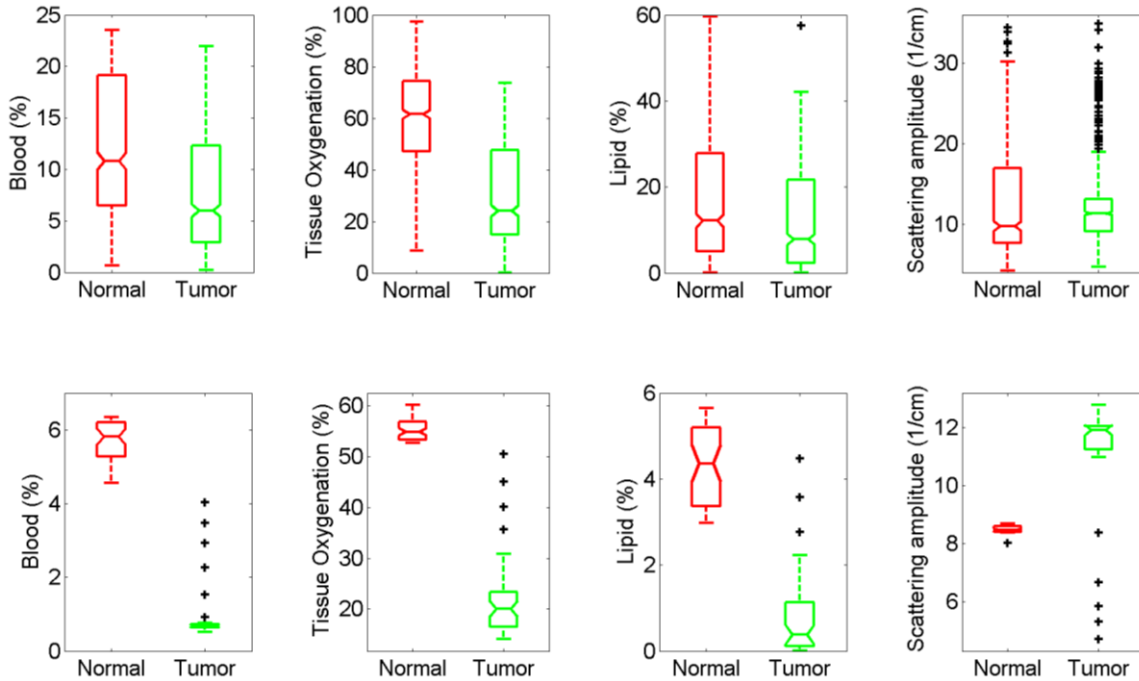 Blood (%)
25
20
15
10
5
0
Normal Tumor
Tissue Oxygenation (%)
100
80
60
40
20
0
Normal Tumor
Lipid (%)
60
40
20
0
Normal Tumor
Scattering amplitude (1/cm)
30
20
10
Normal Tumor
Blood (%)
6
4
2
0
Normal Tumor
Tissue Oxygenation (%)
60
50
40
30
20
Normal Tumor
Lipid (%)
6
4
2
0
Normal Tumor
Scattering amplitude (1/cm)
12
10
8
6
Normal Tumor